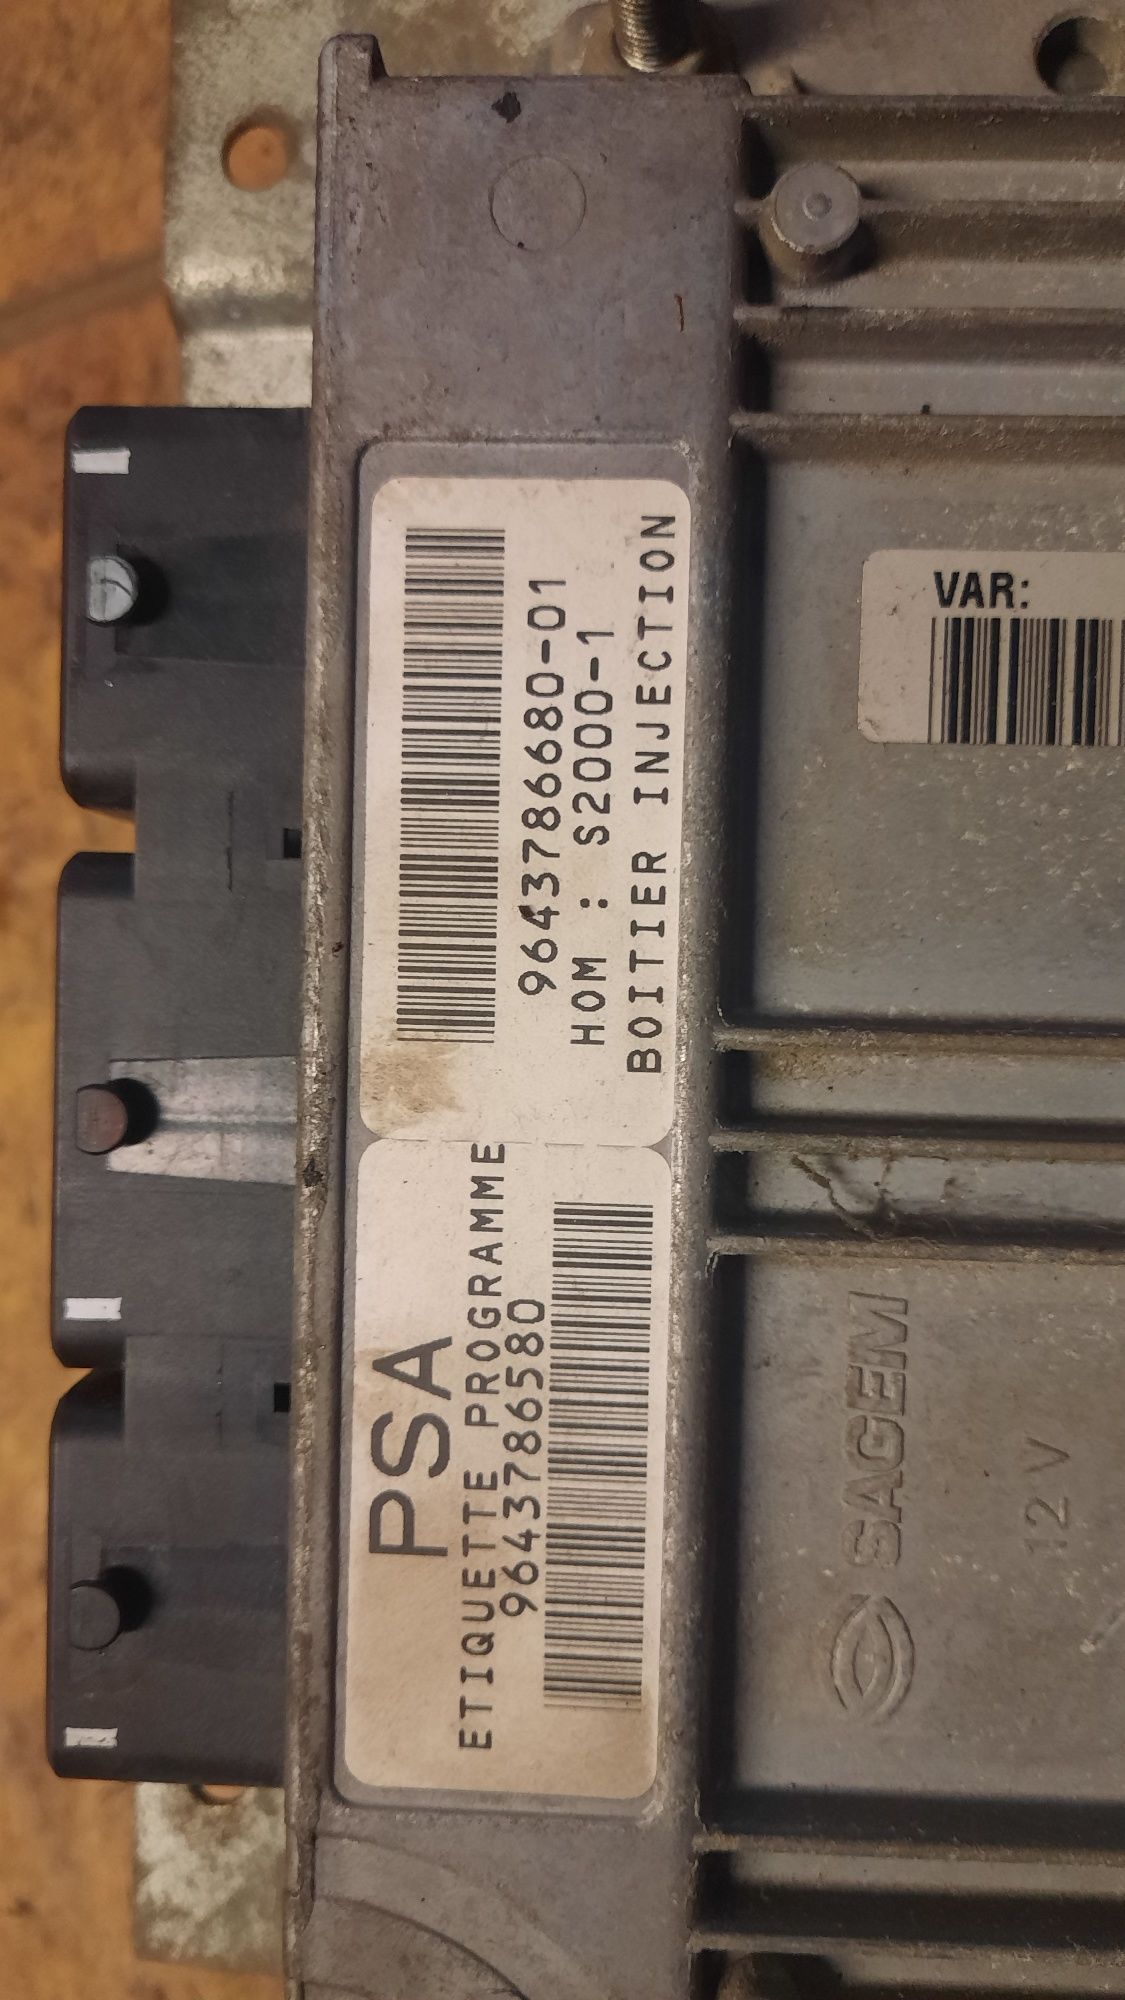 PSA
ETIQUETTE PROGRAMME
9643786580
9643786680-01
HOM : S2000-1
BOITIER INJECTION
VAR:
SAGEM
12 V